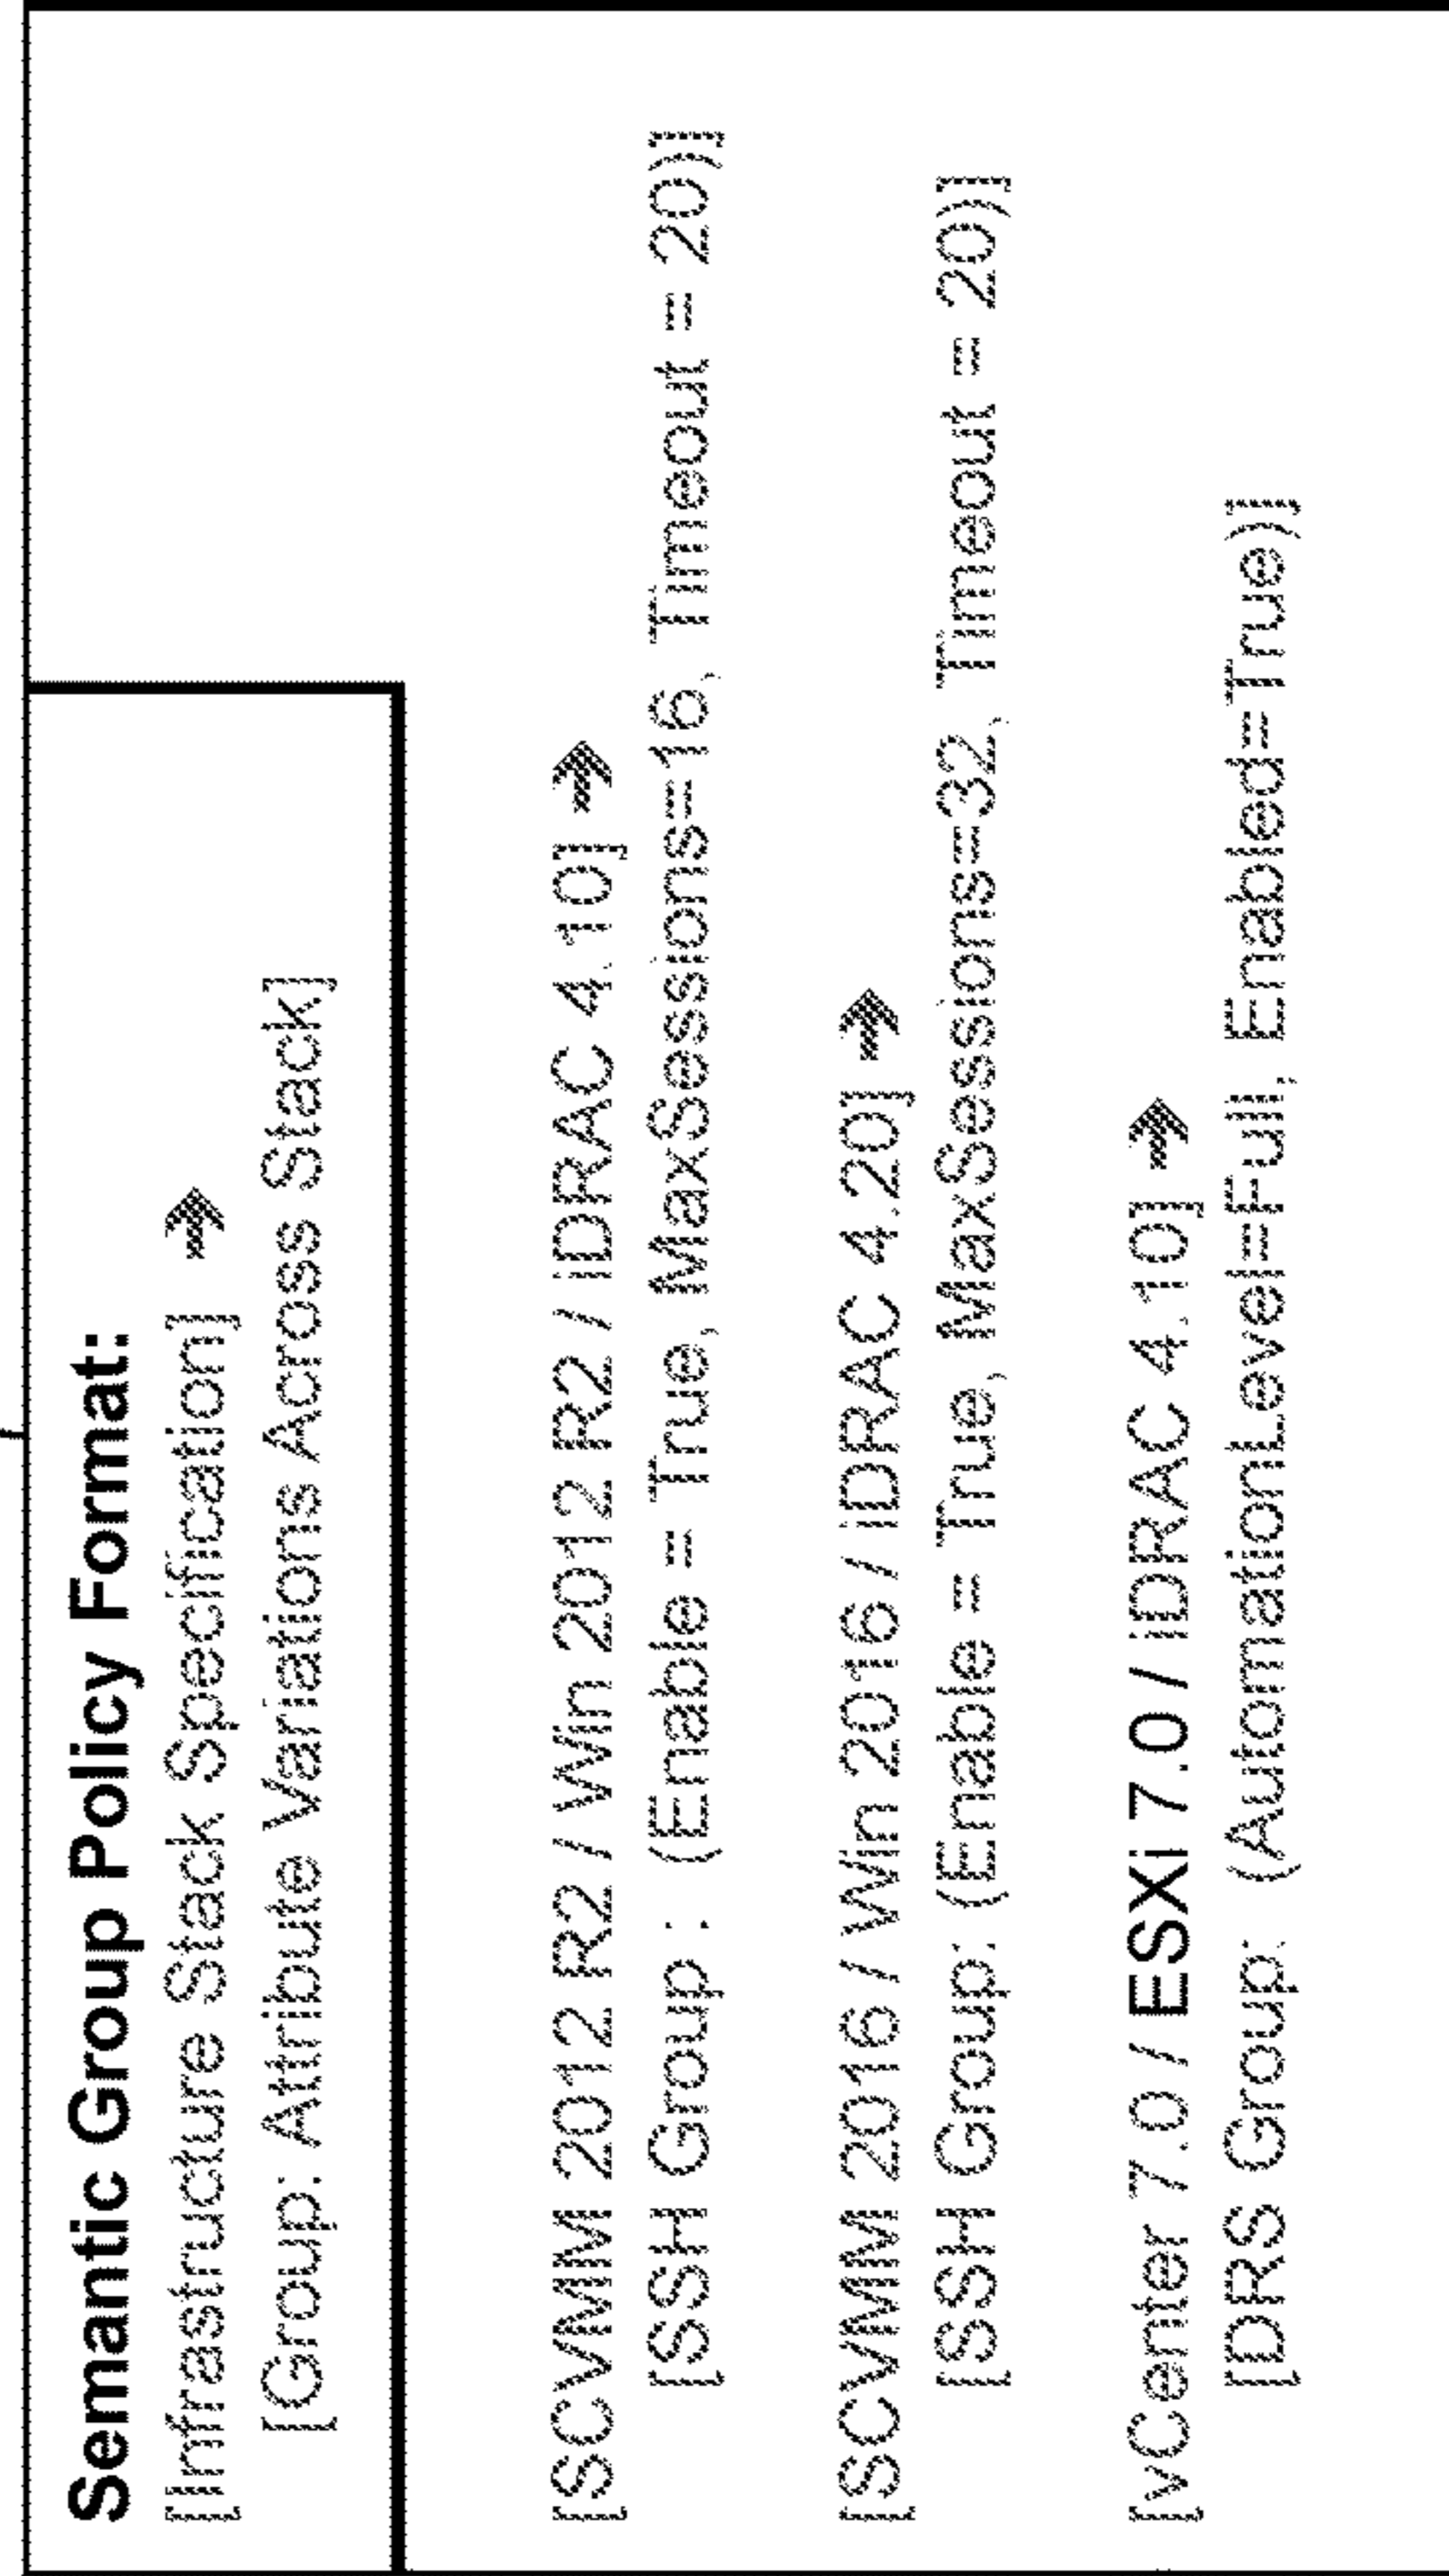 Semantic Group Policy Format:
[Infrastructure Stack Specification] →
[Group: Attribute Variations Across Stack]
[SCVMM 2012 R2 / Win 2012 R2 / iDRAC 4.10] →
[SSH Group : (Enable = True, MaxSessions=16, Timeout = 20)]
[SCVMM 2016 / Win 2016 / iDRAC 4.20] →
[SSH Group: (Enable = True, MaxSessions=32, Timeout = 20)]
[vCenter 7.0 / ESXi 7.0 / iDRAC 4.10] →
[DRS Group: (AutomationLevel=Full, Enabled=True)]